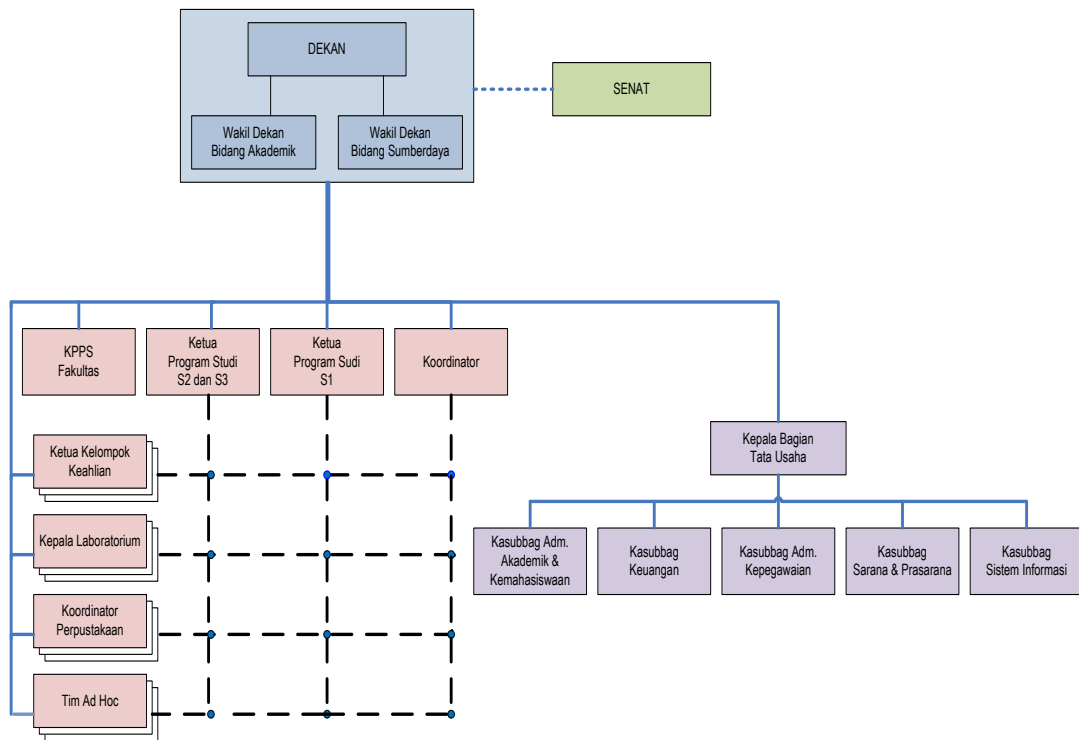 DEKAN
SENAT
Wakil Dekan
Bidang Akademik
Wakil Dekan
Bidang Sumberdaya
KPPS
Fakultas
Ketua
Program Studi
S2 dan S3
Ketua
Program Sudi
S1
Koordinator
Ketua Kelompok
Keahlian
Kepala Bagian
Tata Usaha
Kepala Laboratorium
Kasubbag Adm.
Akademik &
Kemahasiswaan
Kasubbag
Keuangan
Kasubbag Adm.
Kepegawaian
Kasubbag
Sarana & Prasarana
Kasubbag
Sistem Informasi
Koordinator
Perpustakaan
Tim Ad Hoc